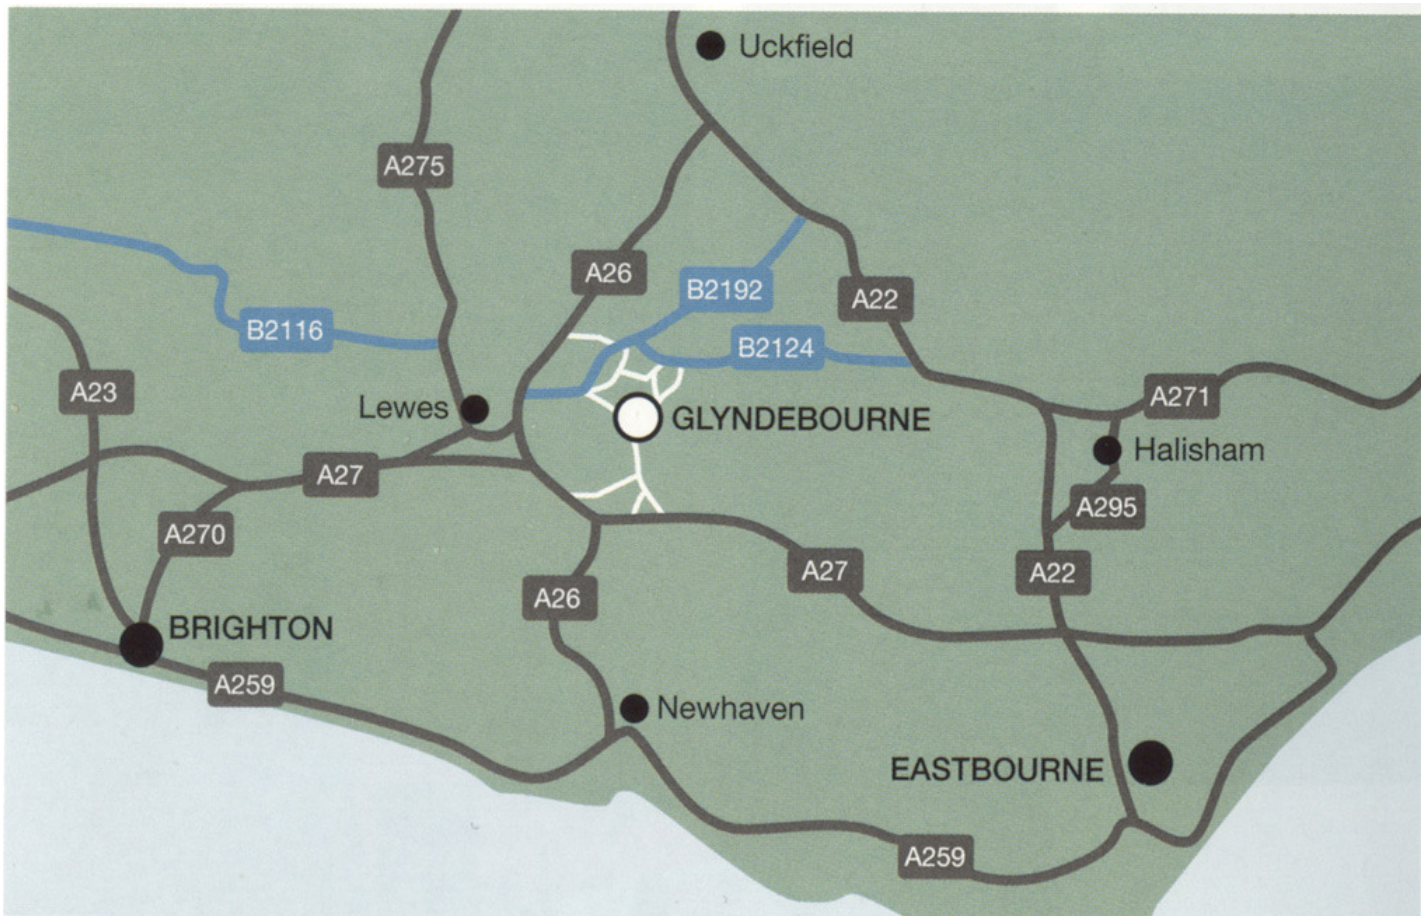 Uckfield
A275
A26
B2192
A22
B2116
B2124
A23
A271
Lewes
GLYNDEBOURNE
Halisham
A27
A295
A270
A27
A22
A26
BRIGHTON
A259
Newhaven
EASTBOURNE
A259